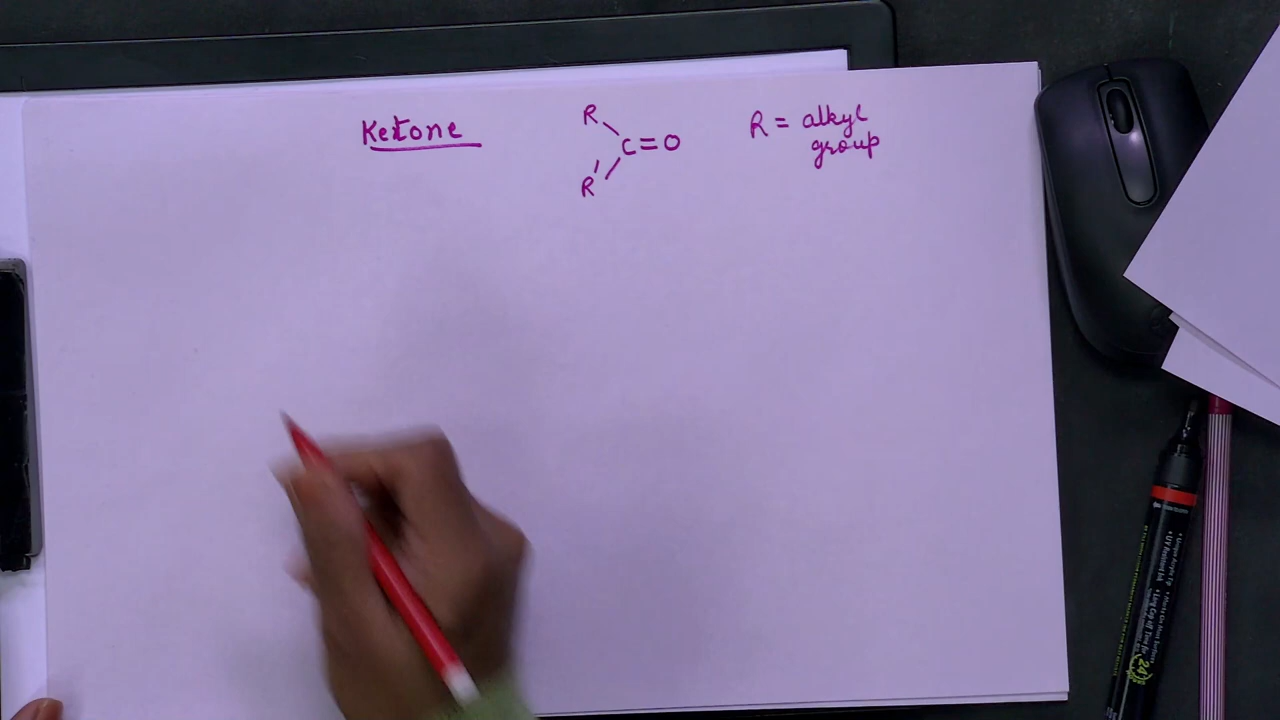 Ketone
R
C=O
R'
R = alkyl
group